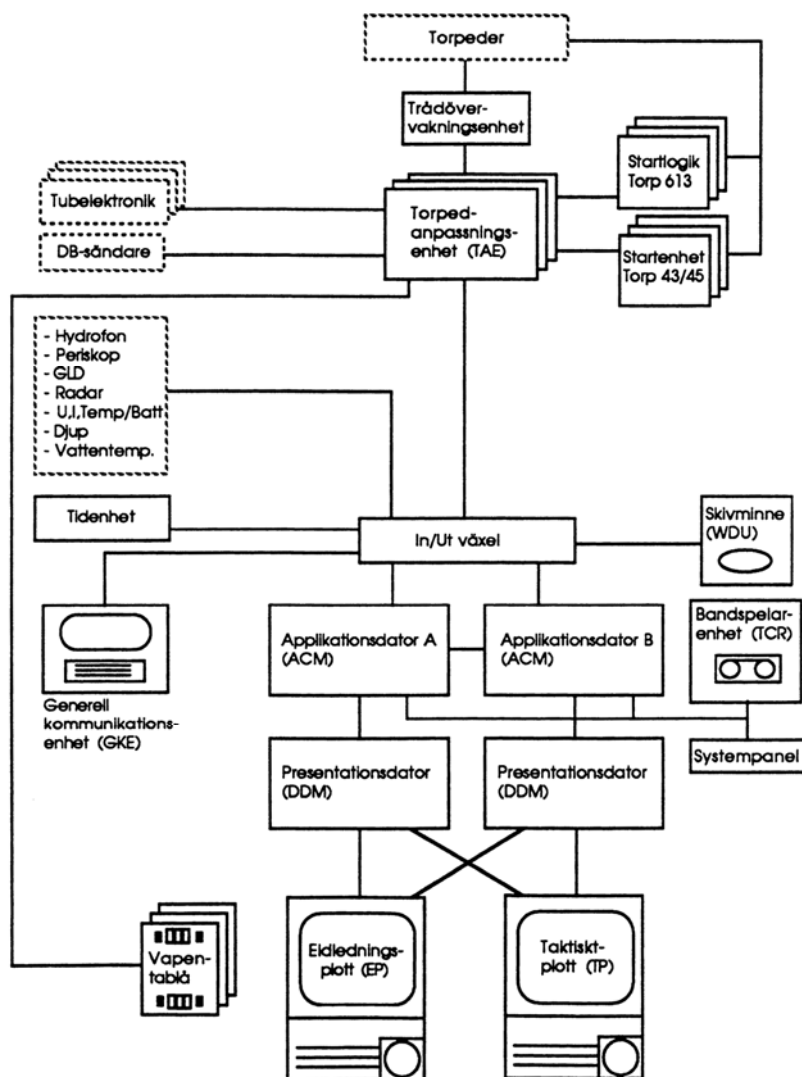 Torpeder
Trådöver-
vakningsenhet
Startlogik
Torp 613
Tubelektronik
Torped-
anpassnings-
enhet (TAE)
DB-sändare
Startenhet
Torp 43/45
- Hydrofon
- Periskop
- GLD
- Radar
- U,I,Temp/Batt
- Djup
- Vattentemp.
Tidenhet
In/Ut växel
Skivminne
(WDU)
Applikationsdator A
(ACM)
Applikationsdator B
(ACM)
Bandspelar-
enhet (TCR)
Generell
kommunikations-
enhet (GKE)
Presentationsdator
(DDM)
Presentationsdator
(DDM)
Systempanel
Vapen-
tablå
Eldlednings-
plott (EP)
Taktiskt-
plott (TP)